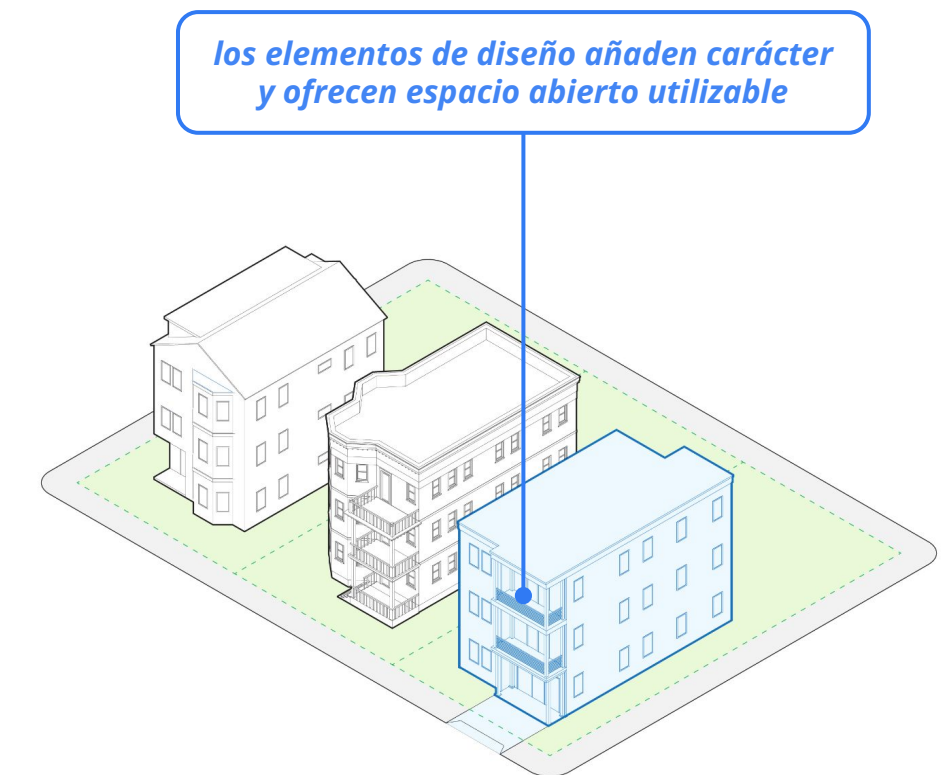 los elementos de diseño añaden carácter
y ofrecen espacio abierto utilizable